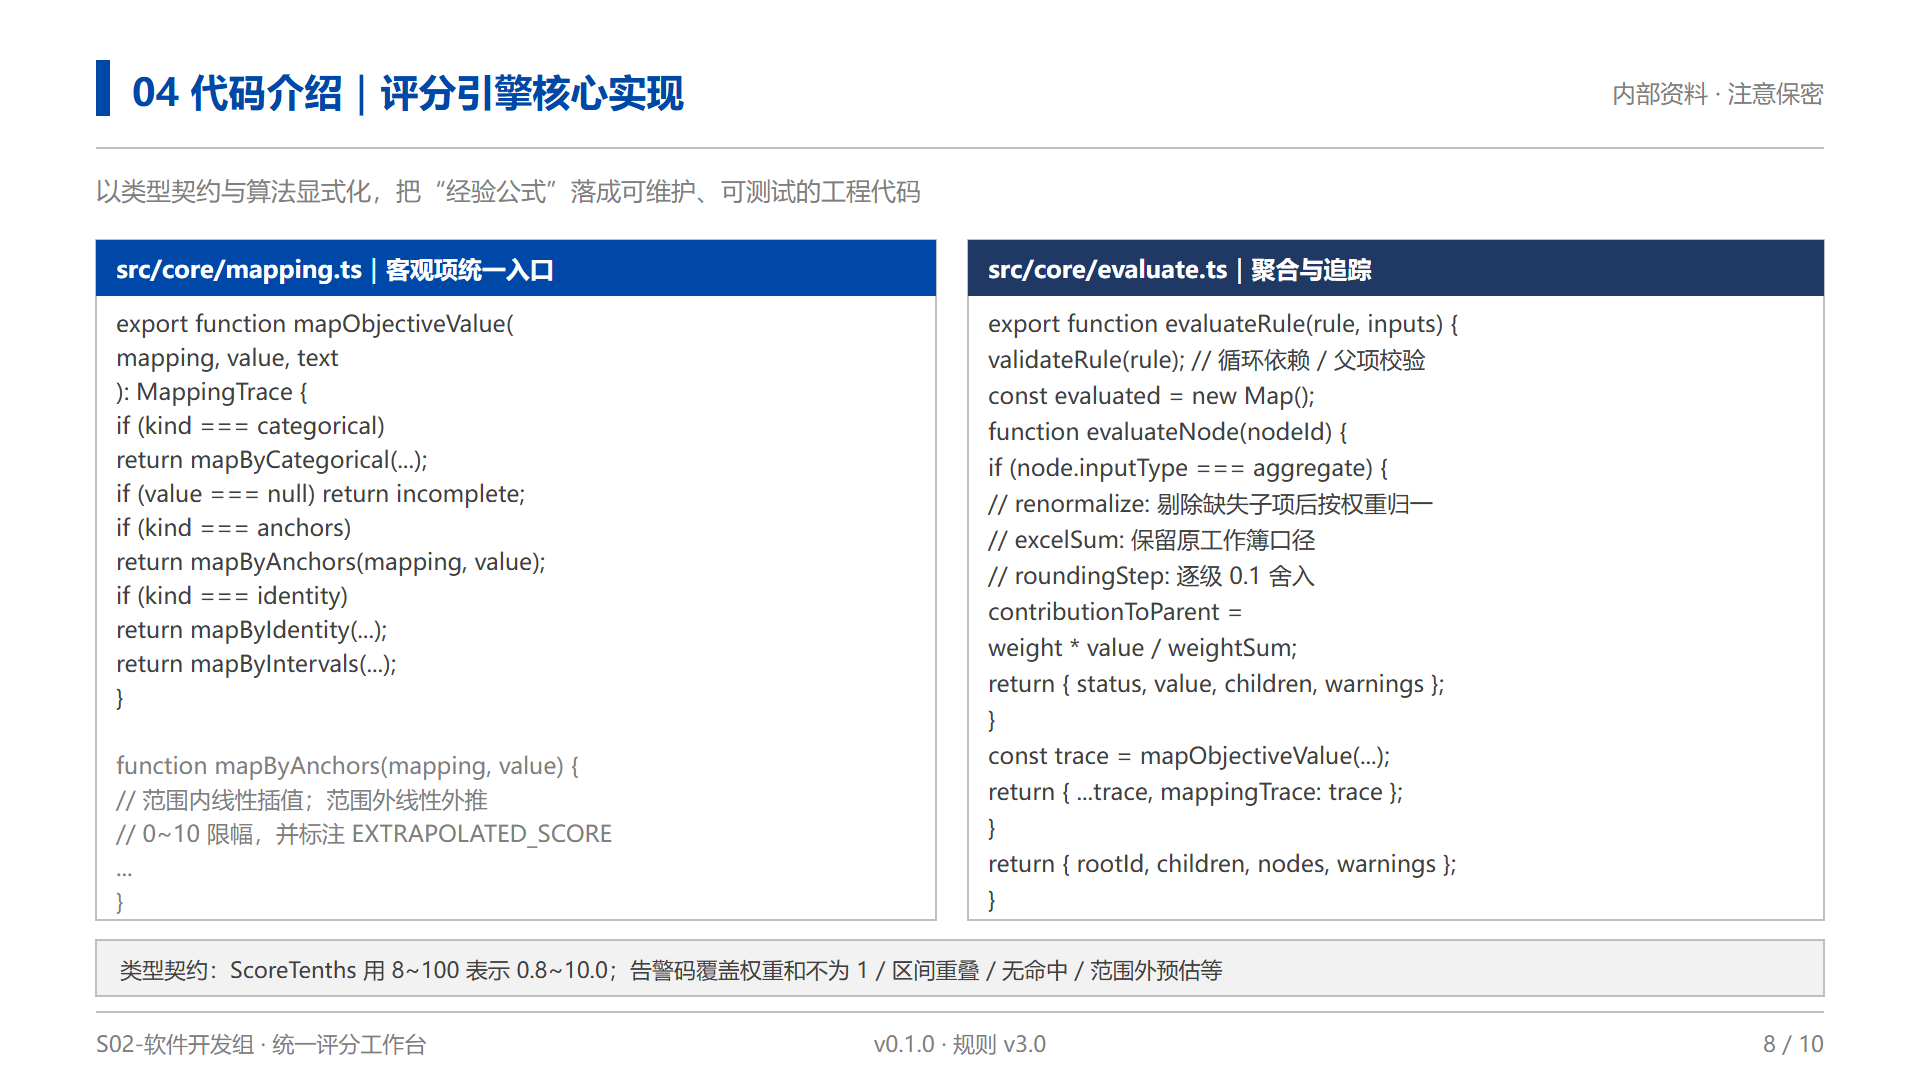 04 代码介绍 | 评分引擎核心实现
内部资料 · 注意保密
以类型契约与算法显式化，把“经验公式”落成可维护、可测试的工程代码
src/core/mapping.ts | 客观项统一入口
export function mapObjectiveValue(
mapping, value, text
): MappingTrace {
if (kind === categorical)
return mapByCategorical(...);
if (value === null) return incomplete;
if (kind === anchors)
return mapByAnchors(mapping, value);
if (kind === identity)
return mapByIdentity(...);
return mapByIntervals(...);
}
function mapByAnchors(mapping, value) {
// 范围内线性插值；范围外线性外推
// 0~10 限幅，并标注 EXTRAPOLATED_SCORE
...
}
src/core/evaluate.ts | 聚合与追踪
export function evaluateRule(rule, inputs) {
validateRule(rule); // 循环依赖 / 父项校验
const evaluated = new Map();
function evaluateNode(nodeId) {
if (node.inputType === aggregate) {
// renormalize: 剔除缺失子项后按权重归一
// excelSum: 保留原工作簿口径
// roundingStep: 逐级 0.1 舍入
contributionToParent =
weight * value / weightSum;
return { status, value, children, warnings };
}
const trace = mapObjectiveValue(...);
return { ...trace, mappingTrace: trace };
}
return { rootId, children, nodes, warnings };
}
类型契约：ScoreTenths 用 8~100 表示 0.8~10.0；告警码覆盖权重和不为 1 / 区间重叠 / 无命中 / 范围外预估等
S02-软件开发组 · 统一评分工作台
v0.1.0 · 规则 v3.0
8 / 10